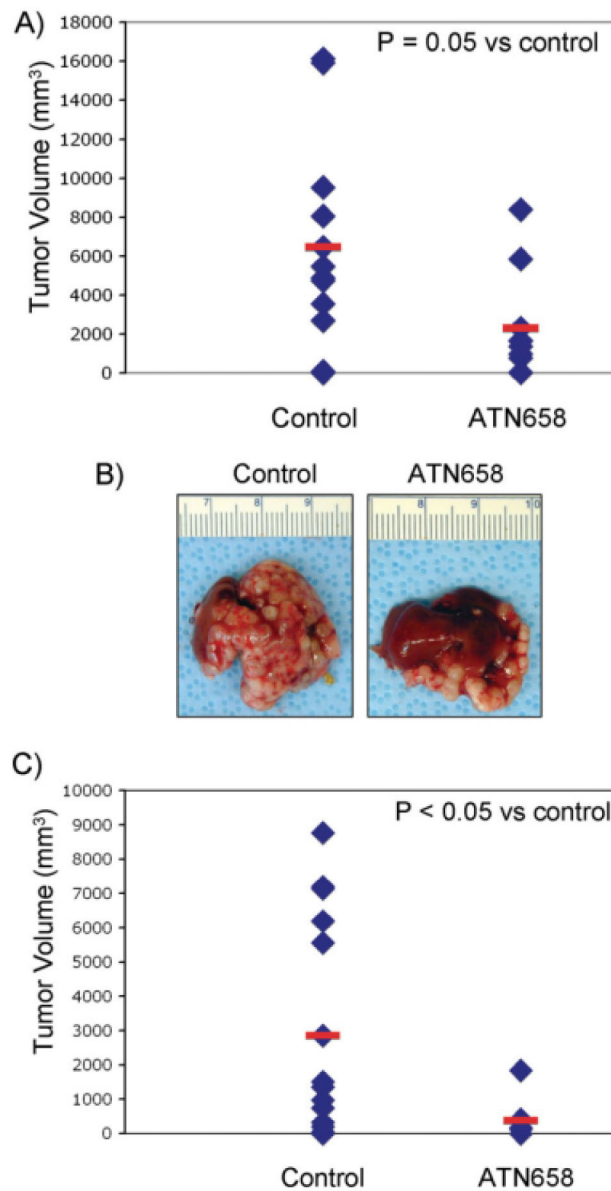 A)
P = 0.05 vs control
Tumor Volume (mm³)
18000
16000
14000
12000
10000
8000
6000
4000
2000
0
Control
ATN658
B)
Control
ATN658
7 8 9
8 9 10
C)
P < 0.05 vs control
Tumor Volume (mm³)
10000
9000
8000
7000
6000
5000
4000
3000
2000
1000
0
Control
ATN658